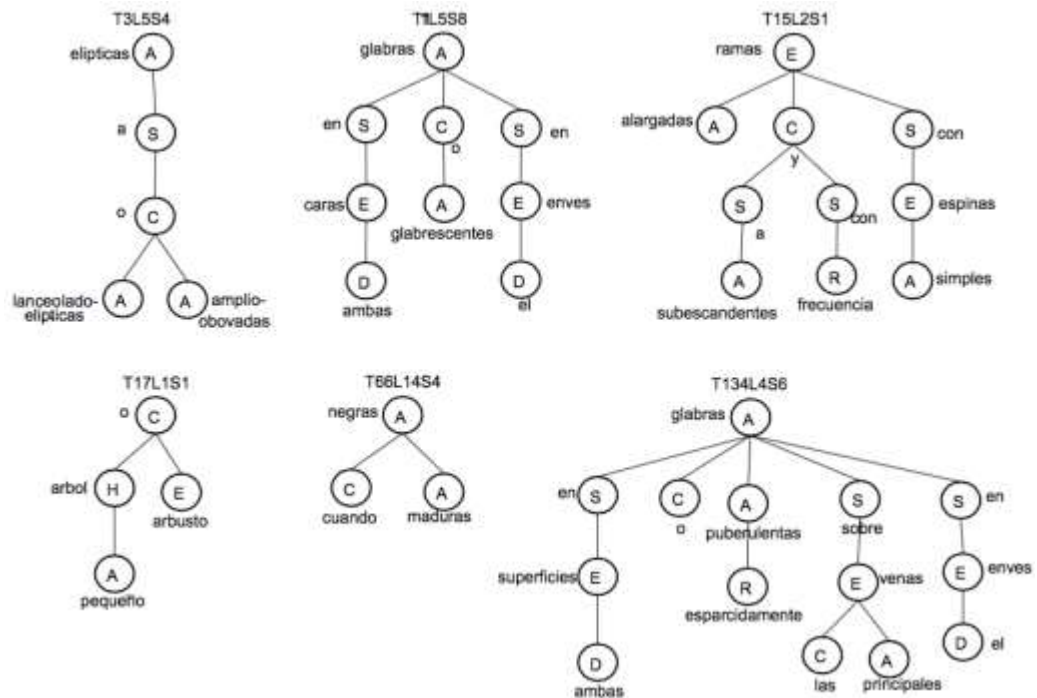 T3L5S4 T1L5S8 T15L2S1
elipticas A glabras A ramas E
a S en S C o S en alargadas A C y S con
o C caras E A glabrescentes E enves S a S con E espinas
lanceolado-elipticas A A amplio-obovadas D ambas D el A subescandentes R frecuencia A simples
T17L1S1 T66L14S4 T134L4S6
o C negras A glabras A
arbol H E arbusto C cuando A maduras en S C o A puberulentas S sobre S en
A pequeño superficies E R esparcidamente E venas E enves
D ambas C las A principales D el